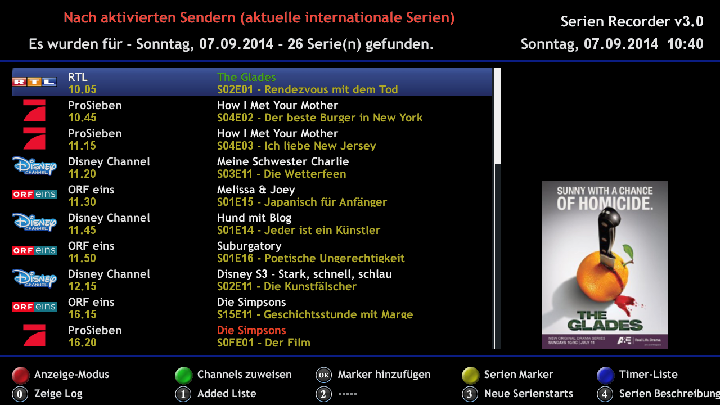 Nach aktivierten Sendern (aktuelle internationale Serien)
Serien Recorder v3.0
Es wurden für - Sonntag, 07.09.2014 - 26 Serie(n) gefunden.
Sonntag, 07.09.2014 10:40
RTL RTL The Glades
10.05 S02E01 - Rendezvous mit dem Tod
ProSieben How I Met Your Mother
10.45 S04E02 - Der beste Burger in New York
ProSieben How I Met Your Mother
11.15 S04E03 - Ich liebe New Jersey
Disney CHANNEL Disney Channel Meine Schwester Charlie
11.20 S03E11 - Die Wetterfeen
ORF eins ORF eins Melissa & Joey
11.30 S01E15 - Japanisch für Anfänger
Disney CHANNEL Disney Channel Hund mit Blog
11.45 S01E14 - Jeder ist ein Künstler
ORF eins ORF eins Suburgatory
11.50 S01E16 - Poetische Ungerechtigkeit
Disney CHANNEL Disney Channel Disney S3 - Stark, schnell, schlau
12.15 S02E11 - Die Kunstfälscher
ORF eins ORF eins Die Simpsons
16.15 S15E11 - Geschichtsstunde mit Marge
ProSieben Die Simpsons
16.20 S0FE01 - Der Film
SUNNY WITH A CHANCE
OF HOMICIDE.
THE
GLADES
A&E
Anzeige-Modus
Channels zuweisen
OK Marker hinzufügen
Serien Marker
Timer-Liste
0 Zeige Log
1 Added Liste
2 -----
3 Neue Serienstarts
4 Serien Beschreibung